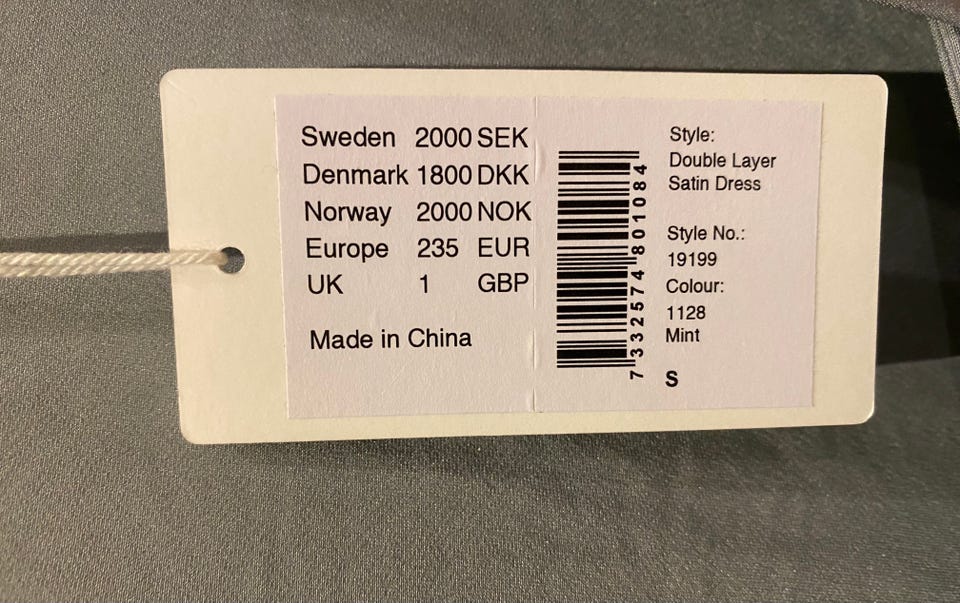 Sweden 2000 SEK
Denmark 1800 DKK
Norway 2000 NOK
Europe 235 EUR
UK 1 GBP
Made in China
7332574801084
Style:
Double Layer
Satin Dress
Style No.:
19199
Colour:
1128
Mint
S